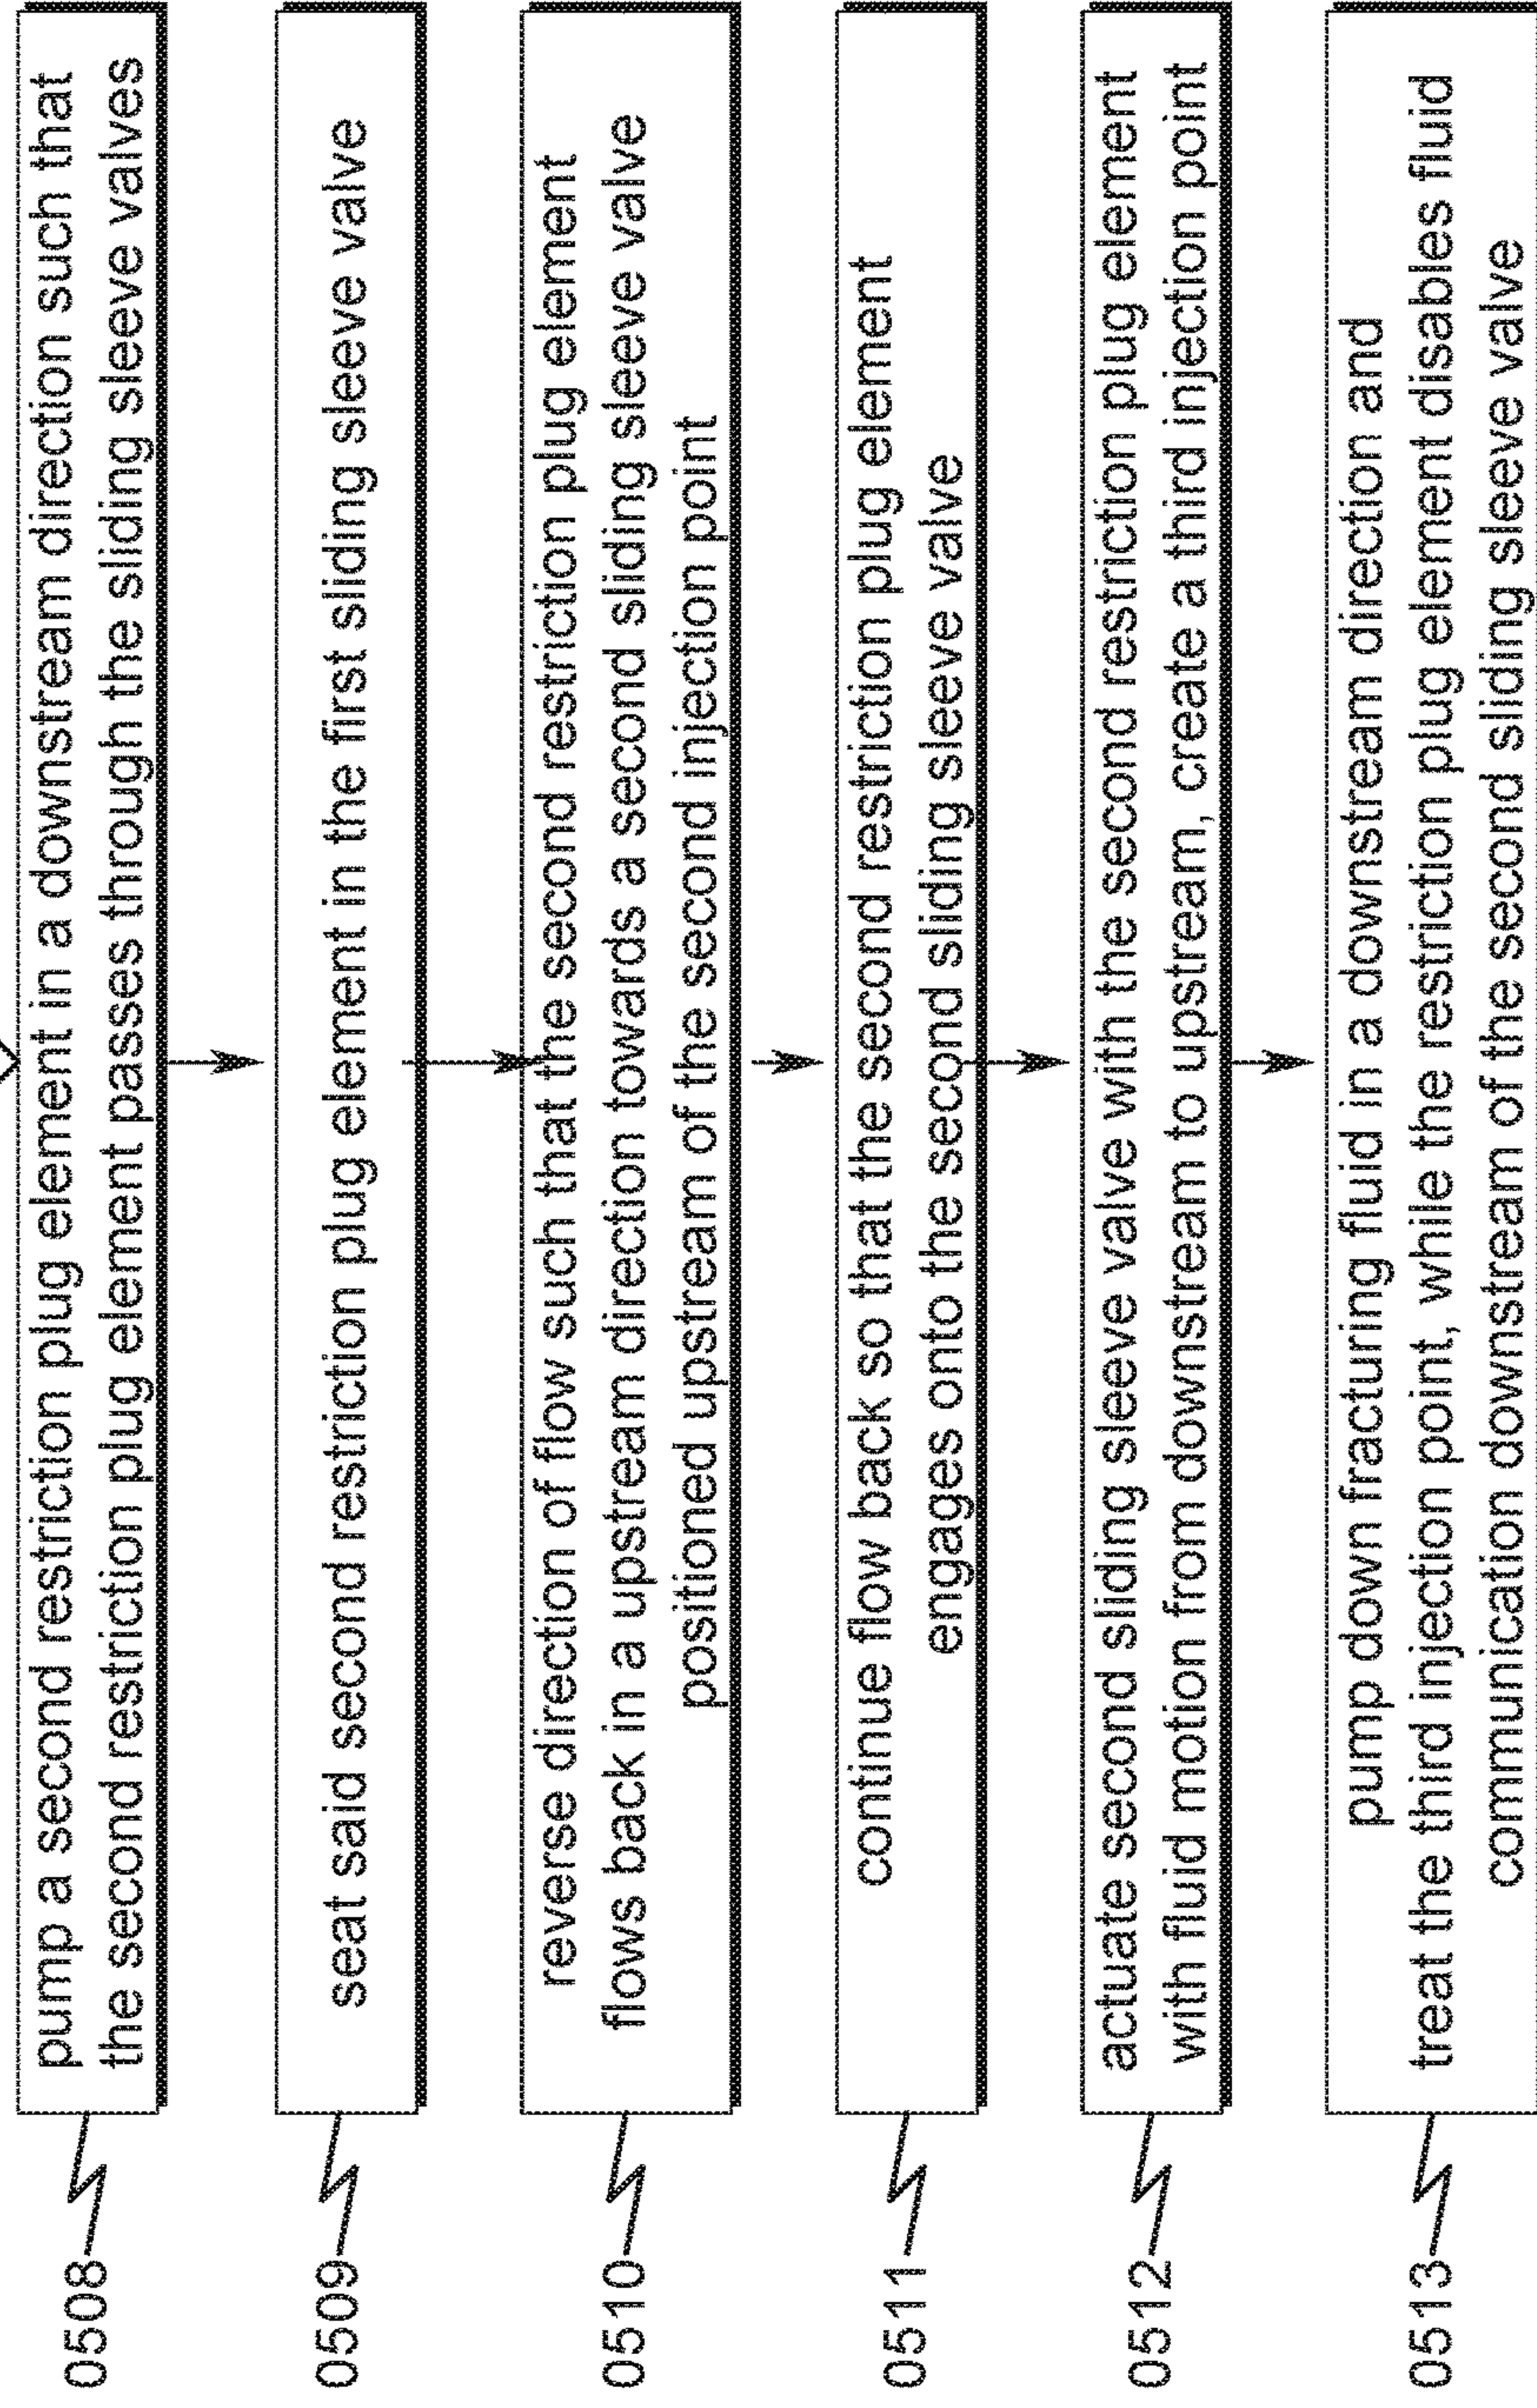 0508
pump a second restriction plug element in a downstream direction such that
the second restriction plug element passes through the sliding sleeve valves
0509
seat said second restriction plug element in the first sliding sleeve valve
0510
reverse direction of flow such that the second restriction plug element
flows back in a upstream direction towards a second sliding sleeve valve
positioned upstream of the second injection point
0511
continue flow back so that the second restriction plug element
engages onto the second sliding sleeve valve
0512
actuate second sliding sleeve valve with the second restriction plug element
with fluid motion from downstream to upstream, create a third injection point
0513
pump down fracturing fluid in a downstream direction and
treat the third injection point, while the restriction plug element disables fluid
communication downstream of the second sliding sleeve valve